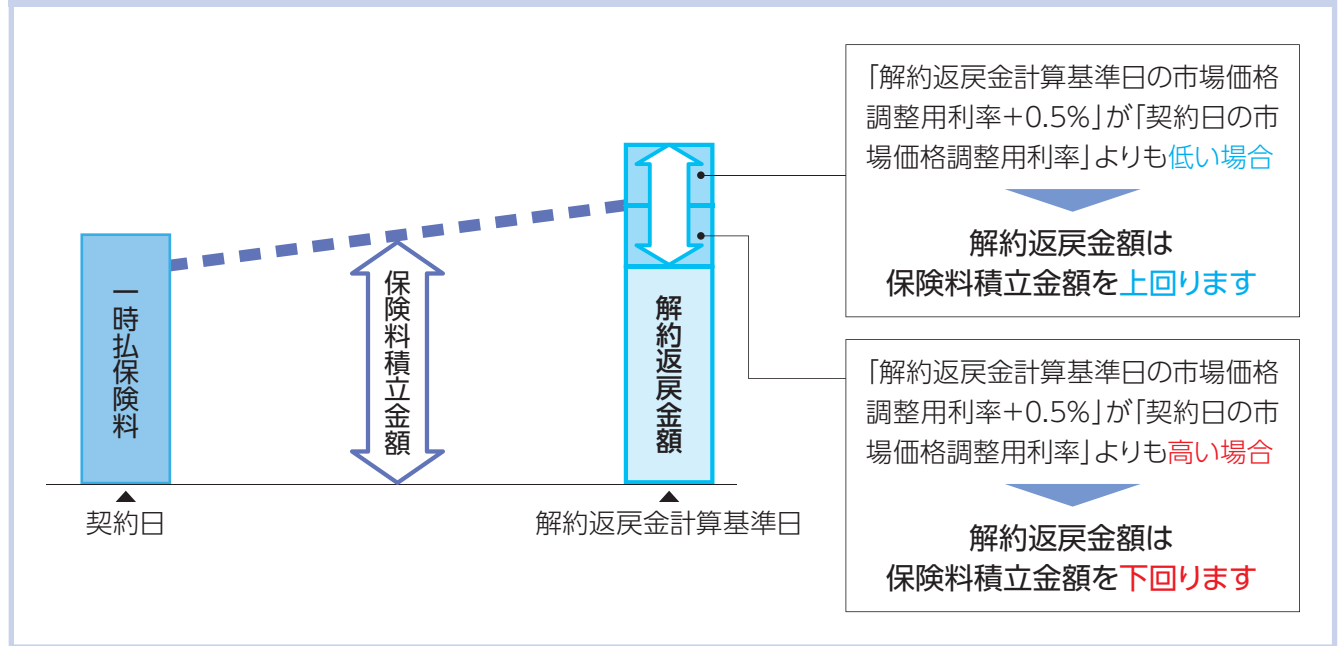 一時払保険料
契約日
保険料積立金額
解約返戻金額
解約返戻金計算基準日
「解約返戻金計算基準日の市場価格
調整用利率+0.5%」が「契約日の市
場価格調整用利率」よりも低い場合
解約返戻金額は
保険料積立金額を上回ります
「解約返戻金計算基準日の市場価格
調整用利率+0.5%」が「契約日の市
場価格調整用利率」よりも高い場合
解約返戻金額は
保険料積立金額を下回ります